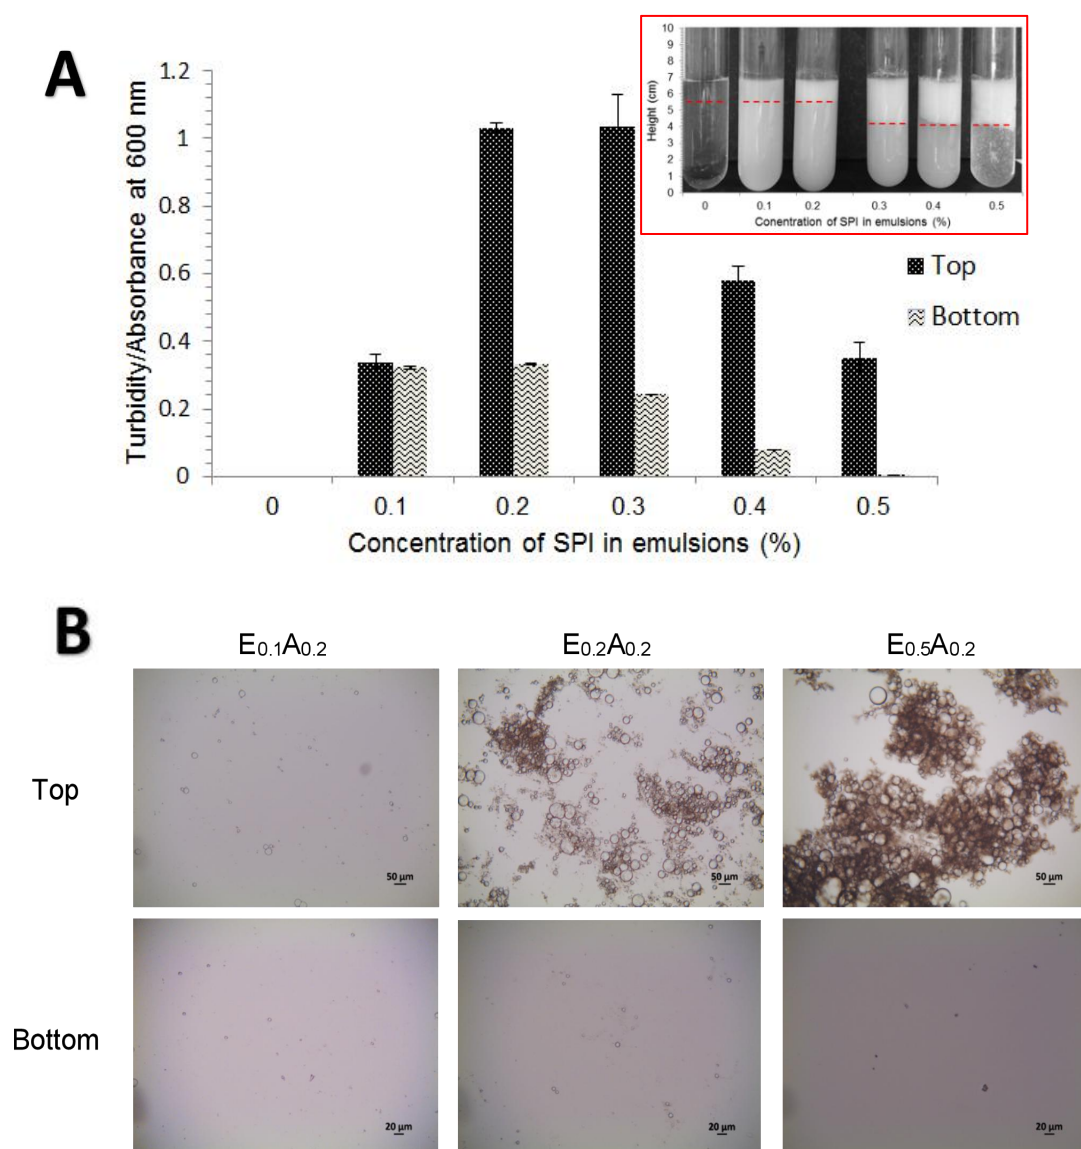 A
Turbidity/Absorbance at 600 nm
1.2
1
0.8
0.6
0.4
0.2
0
0
0.1
0.2
0.3
0.4
0.5
Concentration of SPI in emulsions (%)
Height (cm)
10
9
8
7
6
5
4
3
2
1
0
0
0.1
0.2
0.3
0.4
0.5
Conentration of SPI in emulsions (%)
Top
Bottom
B
E0.1A0.2
E0.2A0.2
E0.5A0.2
Top
50 µm
50 µm
50 µm
Bottom
20 µm
20 µm
20 µm